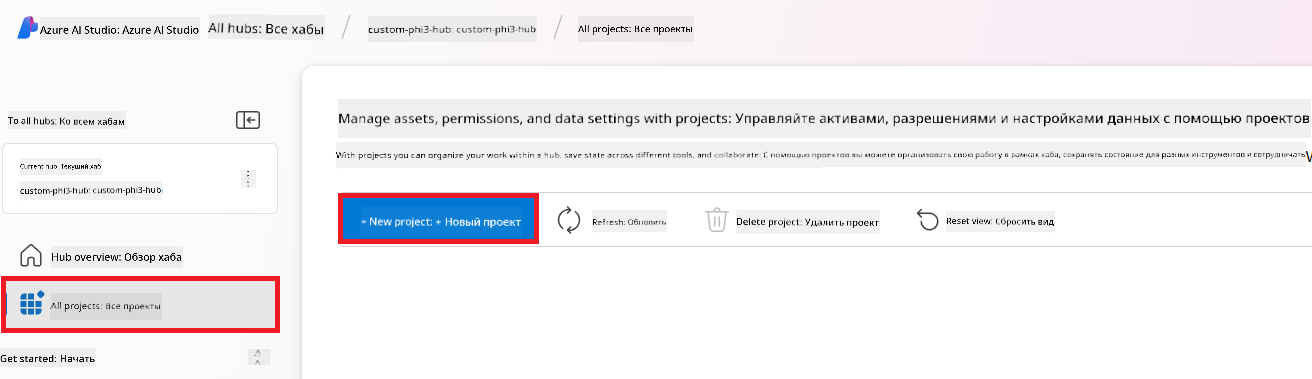 Azure AI Studio: Azure AI Studio All hubs: Все хабы / custom-phi3-hub: custom-phi3-hub / All projects: Все проекты
To all hubs: Ко всем хабам
Current hub: Текущий хаб
custom-phi3-hub: custom-phi3-hub
Hub overview: Обзор хаба
All projects: Все проекты
Get started: Начать
Manage assets, permissions, and data settings with projects: Управляйте активами, разрешениями и настройками данных с помощью проектов
With projects you can organize your work within a hub, save state across different tools, and collaborate: С помощью проектов вы можете организовать свою работу в рамках хаба, сохранять состояние для разных инструментов и сотрудничать
+ New project: + Новый проект Refresh: Обновить Delete project: Удалить проект Reset view: Сбросить вид